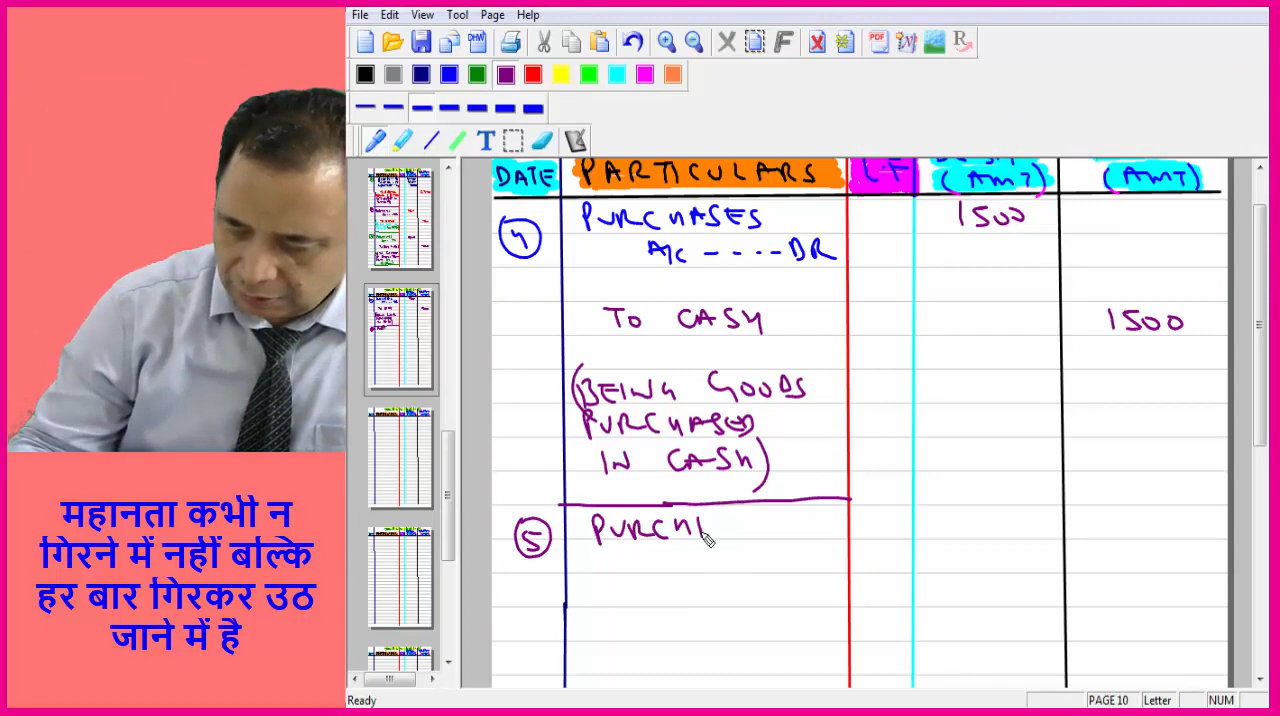 File Edit View Tool Page Help
DHW
PDF
F
T
DATE PARTICULARS L.F (AMT) (AMT)
4 PURCHASES 1500
A/C ----DR
TO CASH 1500
(BEING GOODS
PURCHASED
IN CASH)
5 PURCH
महानता कभी न
गिरने में नहीं बल्कि
हर बार गिरकर उठ
जाने में है
Ready PAGE 10 Letter NUM